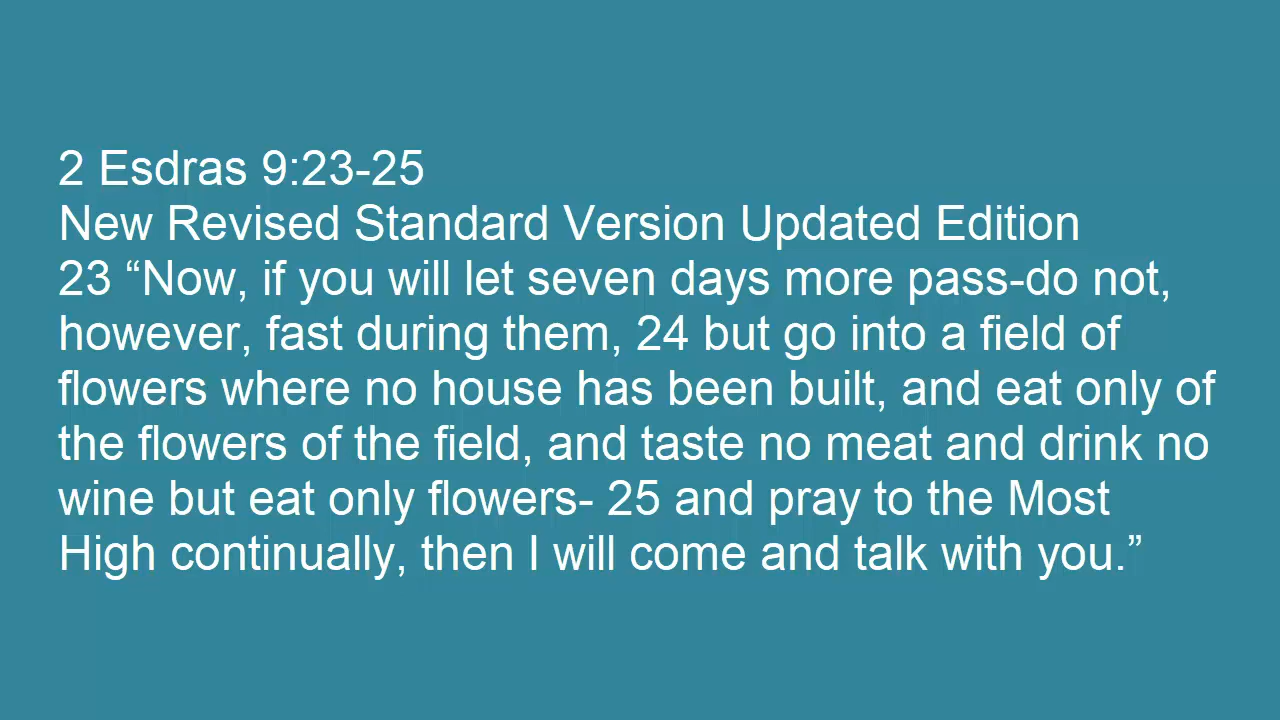 2 Esdras 9:23-25
New Revised Standard Version Updated Edition
23 “Now, if you will let seven days more pass-do not,
however, fast during them, 24 but go into a field of
flowers where no house has been built, and eat only of
the flowers of the field, and taste no meat and drink no
wine but eat only flowers- 25 and pray to the Most
High continually, then I will come and talk with you.”